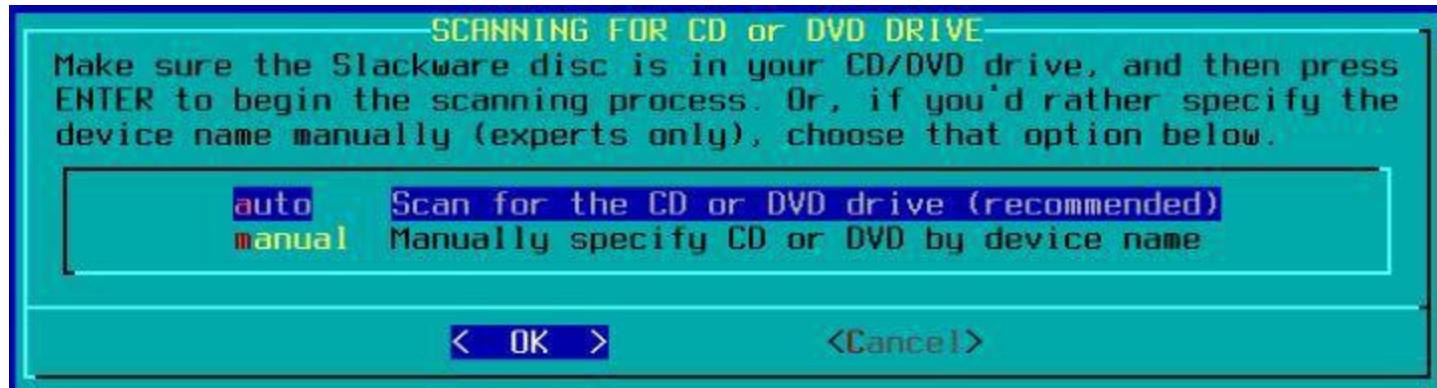 SCANNING FOR CD or DVD DRIVE
Make sure the Slackware disc is in your CD/DVD drive, and then press
ENTER to begin the scanning process. Or, if you'd rather specify the
device name manually (experts only), choose that option below.
auto Scan for the CD or DVD drive (recommended)
manual Manually specify CD or DVD by device name
< OK > <Cancel>